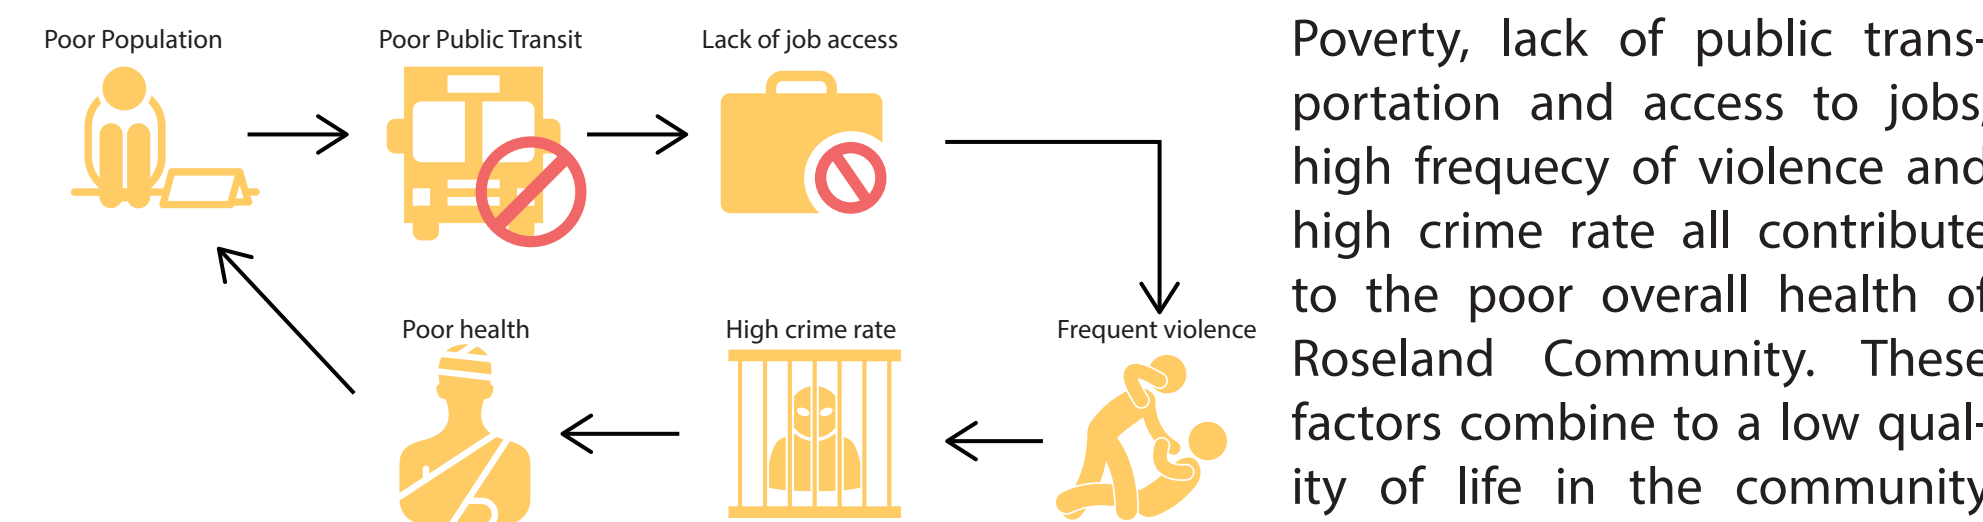 Poor Population
Poor Public Transit
Lack of job access
Poor health
High crime rate
Frequent violence
Poverty, lack of public trans-
portation and access to jobs,
high frequecy of violence and
high crime rate all contribute
to the poor overall health of
Roseland Community. These
factors combine to a low qual-
ity of life in the community